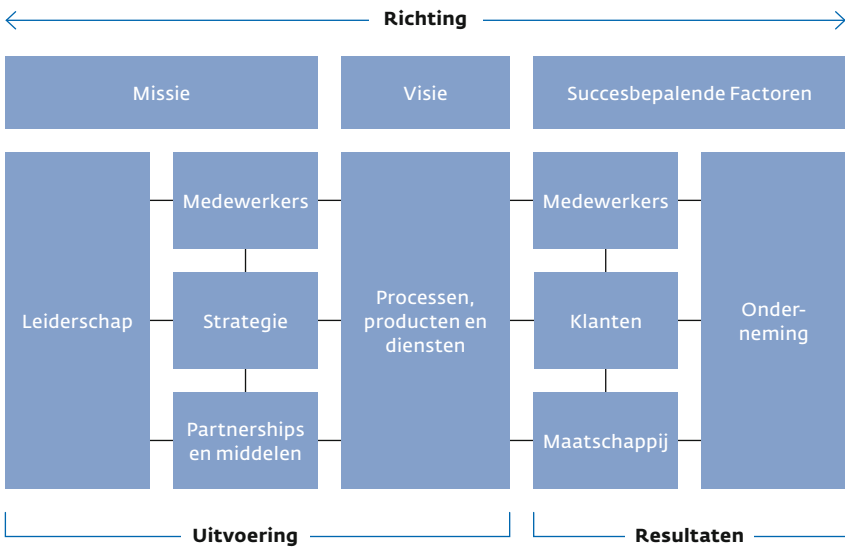 Richting
Missie
Visie
Succesbepalende Factoren
Leiderschap
Medewerkers
Strategie
Partnerships
en middelen
Processen,
producten en
diensten
Medewerkers
Klanten
Maatschappij
Onder-
neming
Uitvoering
Resultaten